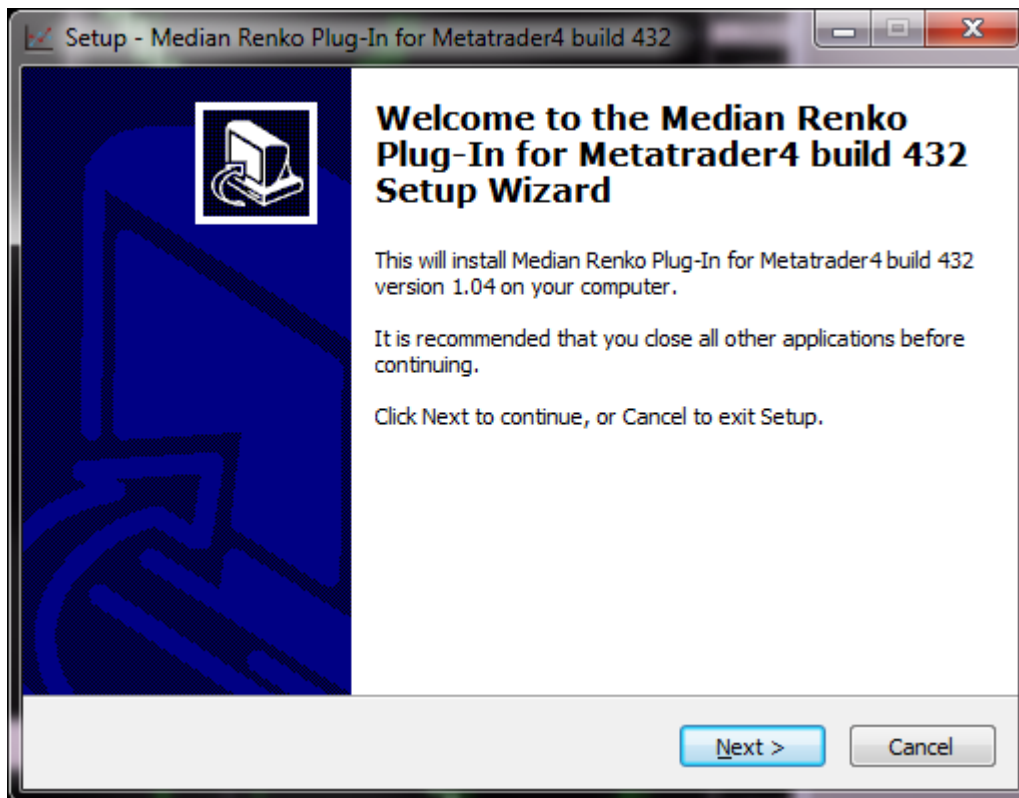 Setup - Median Renko Plug-In for Metatrader4 build 432
Welcome to the Median Renko
Plug-In for Metatrader4 build 432
Setup Wizard
This will install Median Renko Plug-In for Metatrader4 build 432
version 1.04 on your computer.
It is recommended that you close all other applications before
continuing.
Click Next to continue, or Cancel to exit Setup.
Next >
Cancel